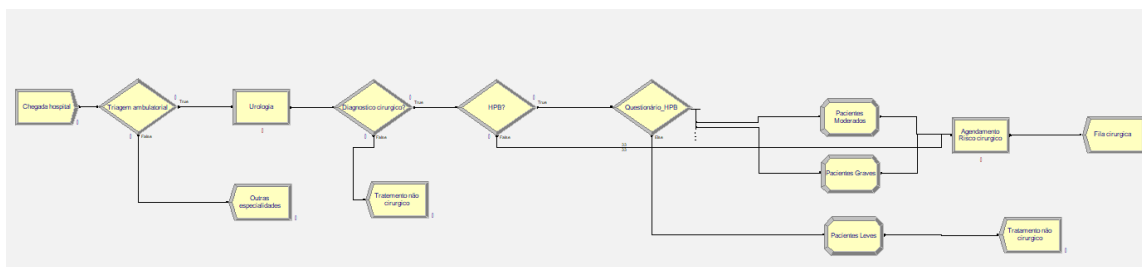 Chegada hospital
Triagem ambulatorial
True
False
Urologia
Diagnostico cirurgico?
True
False
HPB?
True
False
Questionário_HPB
Else
Pacientes
Moderados
Pacientes Graves
Agendamento
Risco cirurgico
Fila cirurgica
Outras
especialidades
Tratemento não
cirurgico
Pacientes Leves
Tratamento não
cirurgico